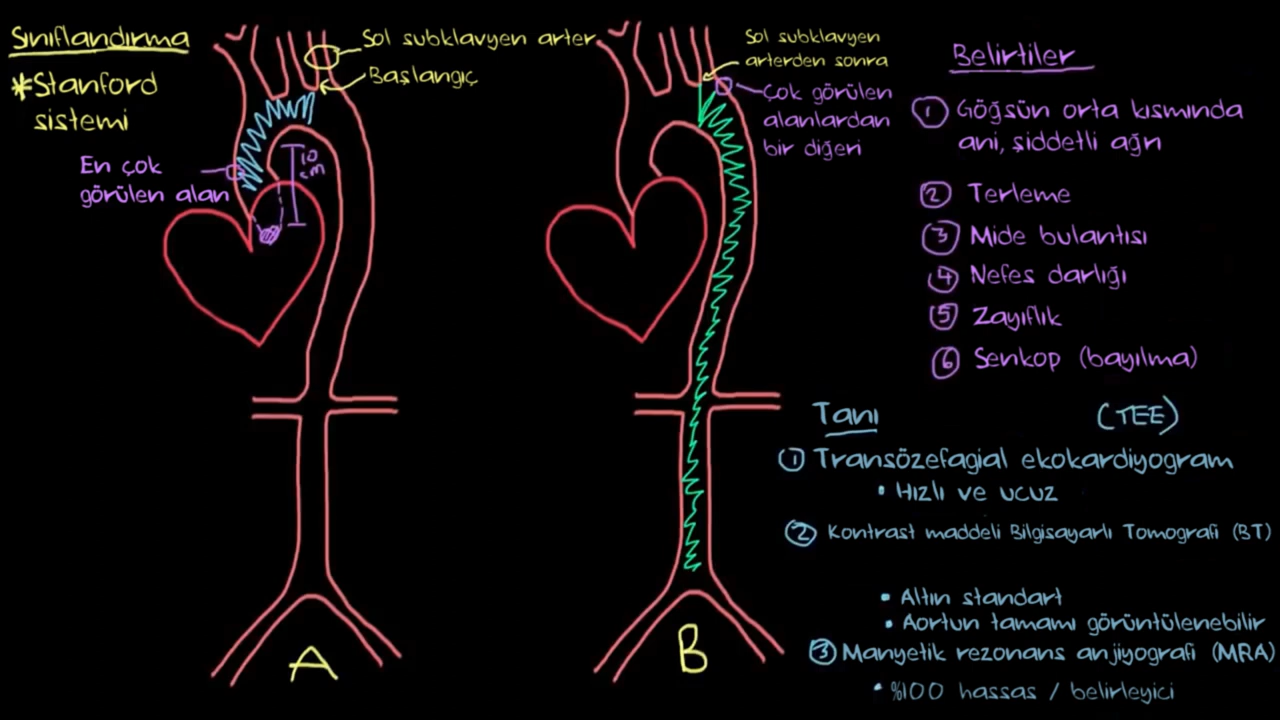 Sınıflandırma
*Stanford
sistemi
Sol subklavyen arter
Başlangıç
En çok
görülen alan
10
cm
A
Sol subklavyen
arterden sonra
Çok görülen
alanlardan
bir diğeri
B
Belirtiler
1 Göğsün orta kısmında
ani, şiddetli ağrı
2 Terleme
3 Mide bulantısı
4 Nefes darlığı
5 Zayıflık
6 Senkop (bayılma)
Tanı (TEE)
1 Transözefagial ekokardiyogram
• Hızlı ve ucuz
2 Kontrast maddeli Bilgisayarlı Tomografi (BT)
• Altın standart
• Aortun tamamı görüntülenebilir
3 Manyetik rezonans anjiyografi (MRA)
• %100 hassas / belirleyici